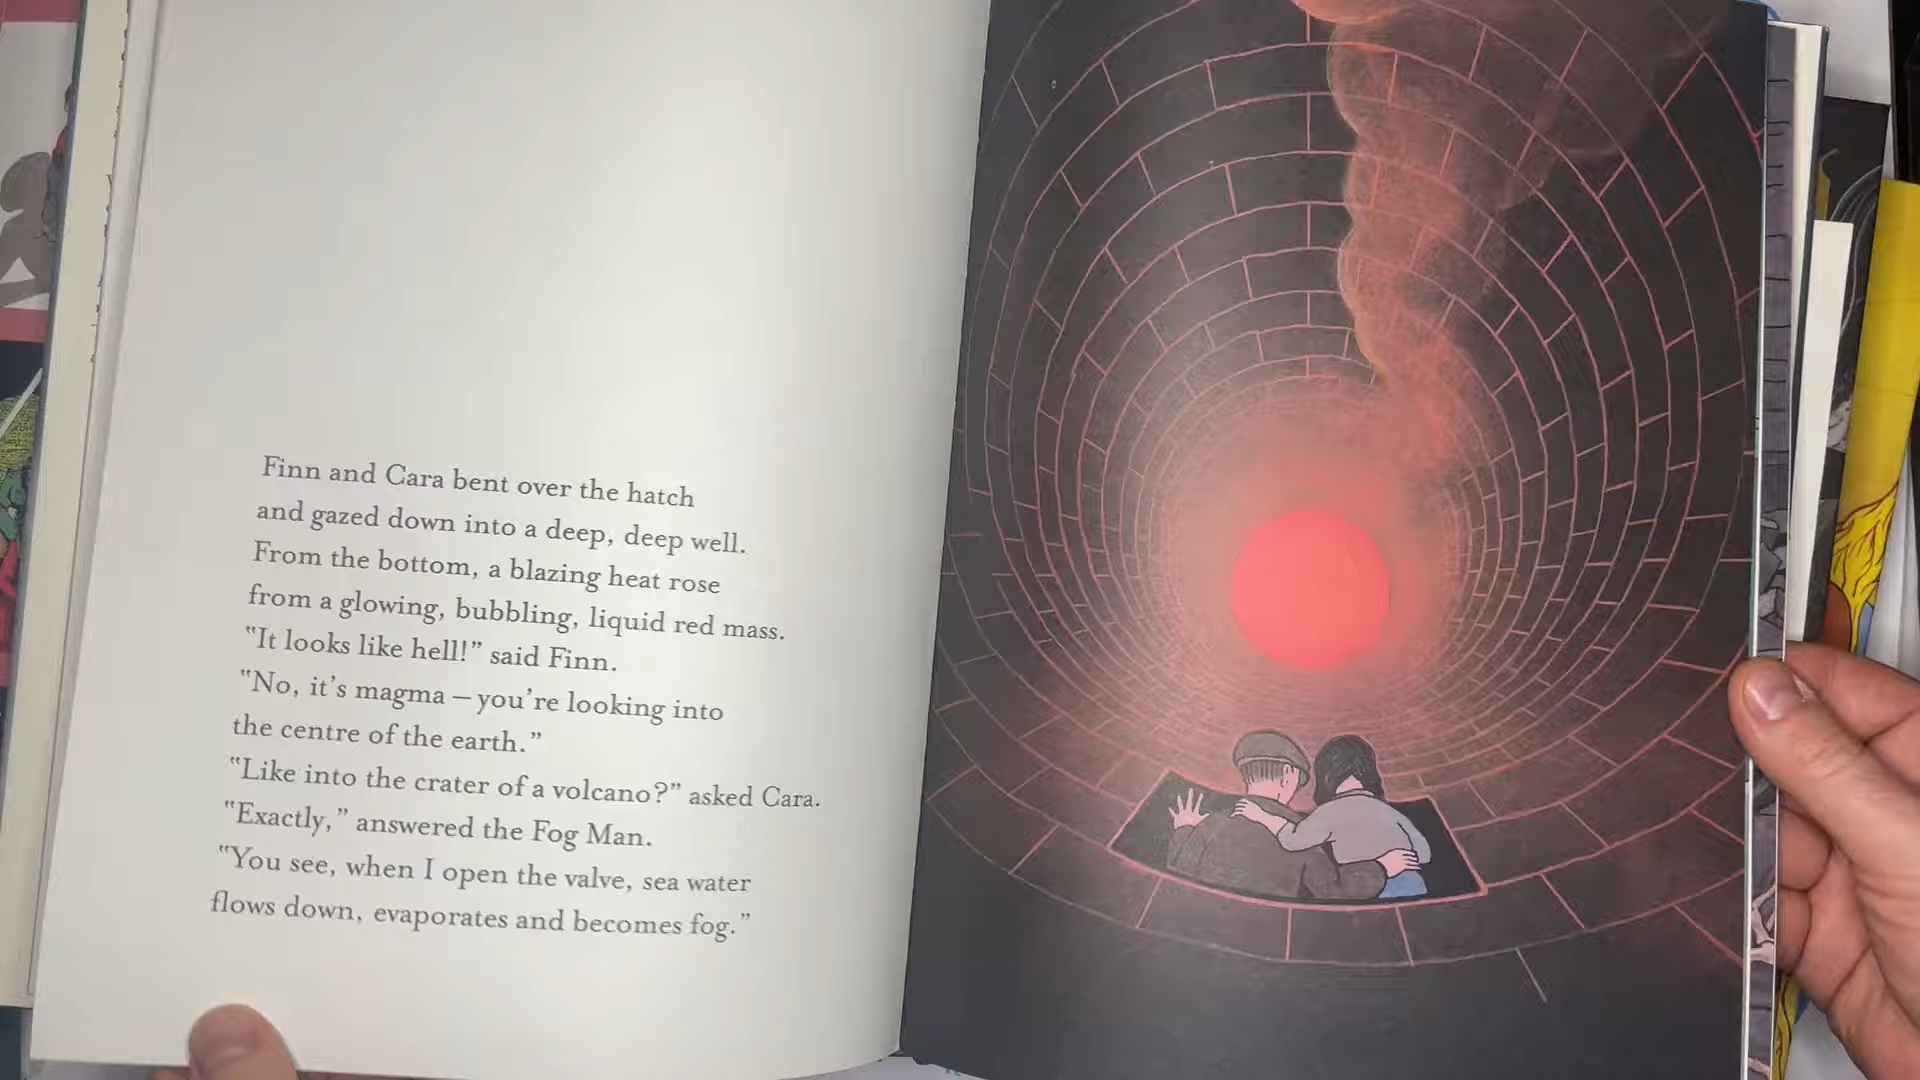 Finn and Cara bent over the hatch
and gazed down into a deep, deep well.
From the bottom, a blazing heat rose
from a glowing, bubbling, liquid red mass.
"It looks like hell!" said Finn.
"No, it's magma – you're looking into
the centre of the earth."
"Like into the crater of a volcano?" asked Cara.
"Exactly," answered the Fog Man.
"You see, when I open the valve, sea water
flows down, evaporates and becomes fog."